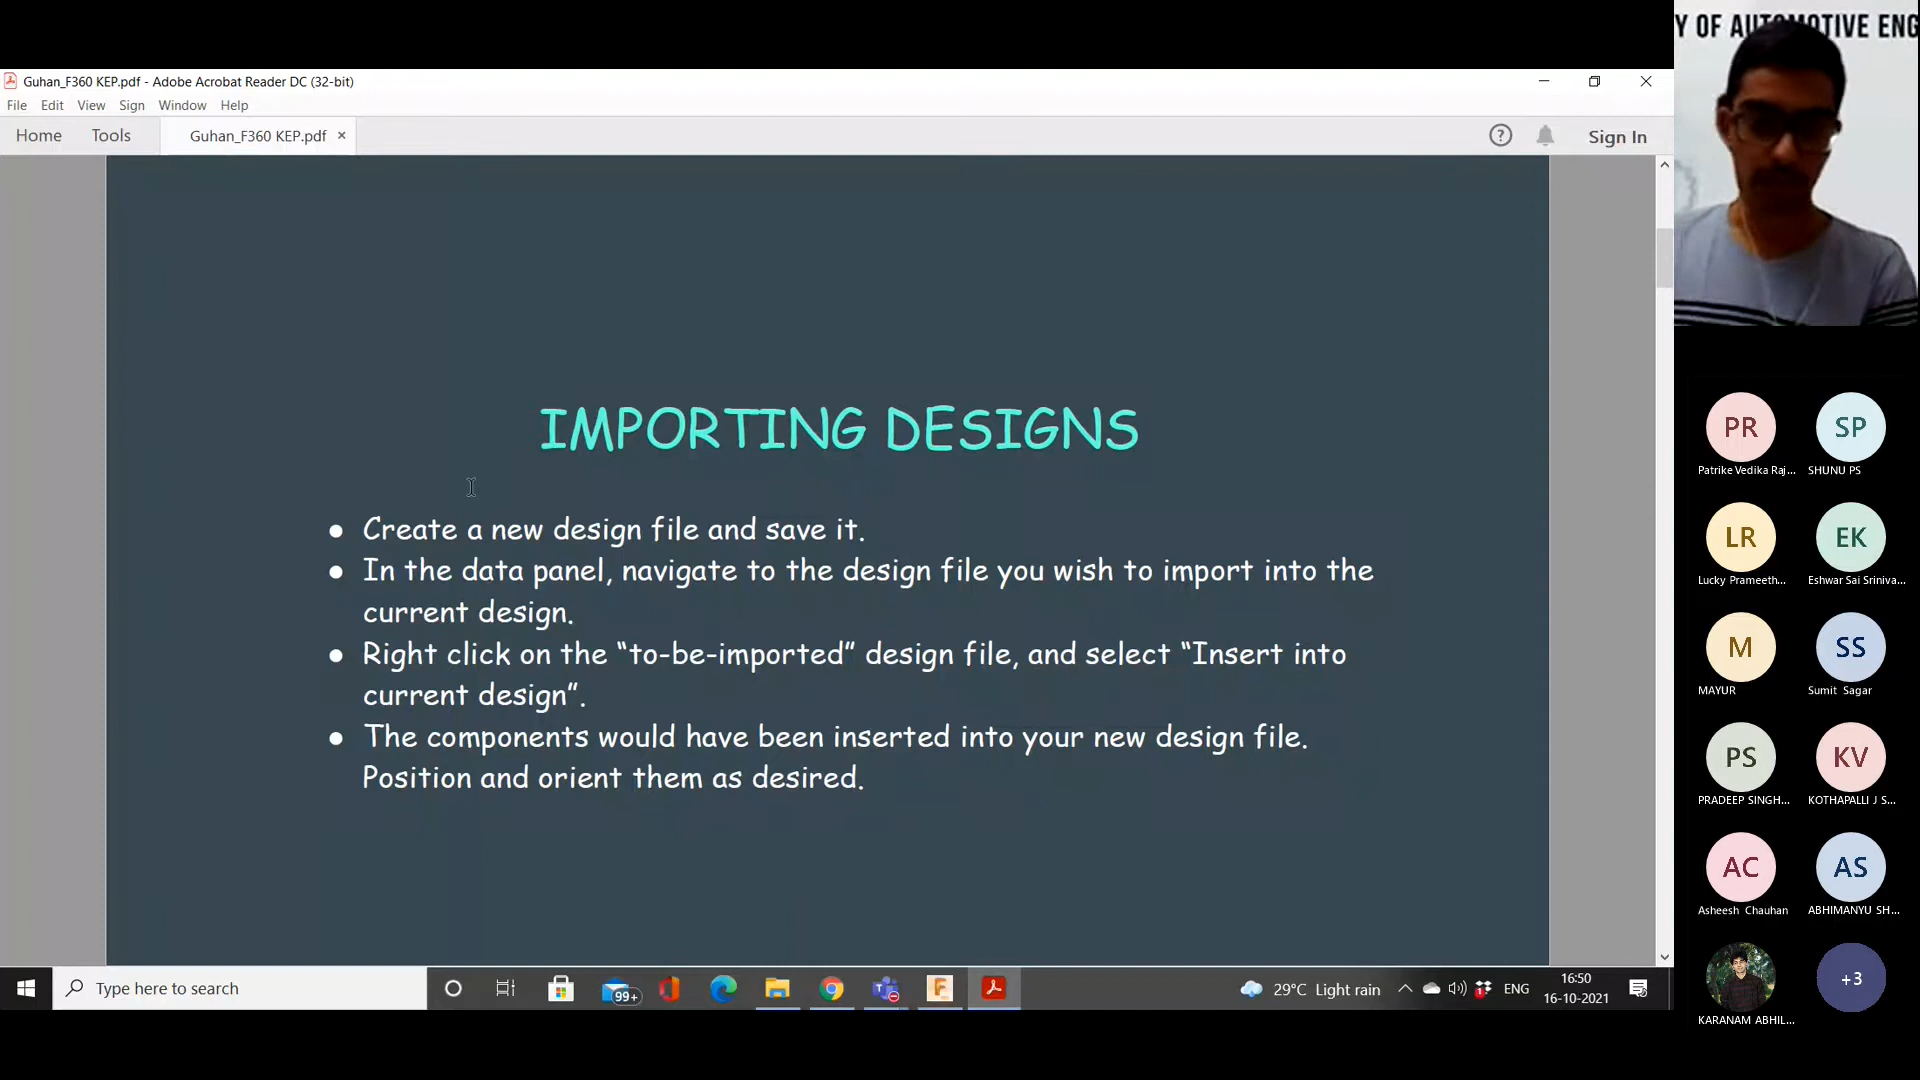 Y OF AUTOMOTIVE ENG
Guhan_F360 KEP.pdf - Adobe Acrobat Reader DC (32-bit)
File Edit View Sign Window Help
Home Tools Guhan_F360 KEP.pdf × Sign In
IMPORTING DESIGNS
● Create a new design file and save it.
● In the data panel, navigate to the design file you wish to import into the
current design.
● Right click on the “to-be-imported” design file, and select “Insert into
current design”.
● The components would have been inserted into your new design file.
Position and orient them as desired.
PR SP
Patrike Vedika Raj... SHUNU PS
LR EK
Lucky Prameeth... Eshwar Sai Sriniva...
M SS
MAYUR Sumit Sagar
PS KV
PRADEEP SINGH... KOTHAPALLI J S...
AC AS
Asheesh Chauhan ABHIMANYU SH...
+3
KARANAM ABHIL...
Type here to search 99+ 29°C Light rain ENG 16:50
16-10-2021